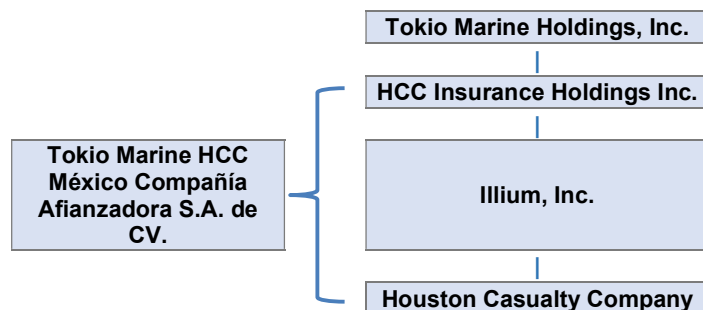 Tokio Marine Holdings, Inc.
HCC Insurance Holdings Inc.
Tokio Marine HCC
México Compañía
Afianzadora S.A. de
CV.
Illium, Inc.
Houston Casualty Company